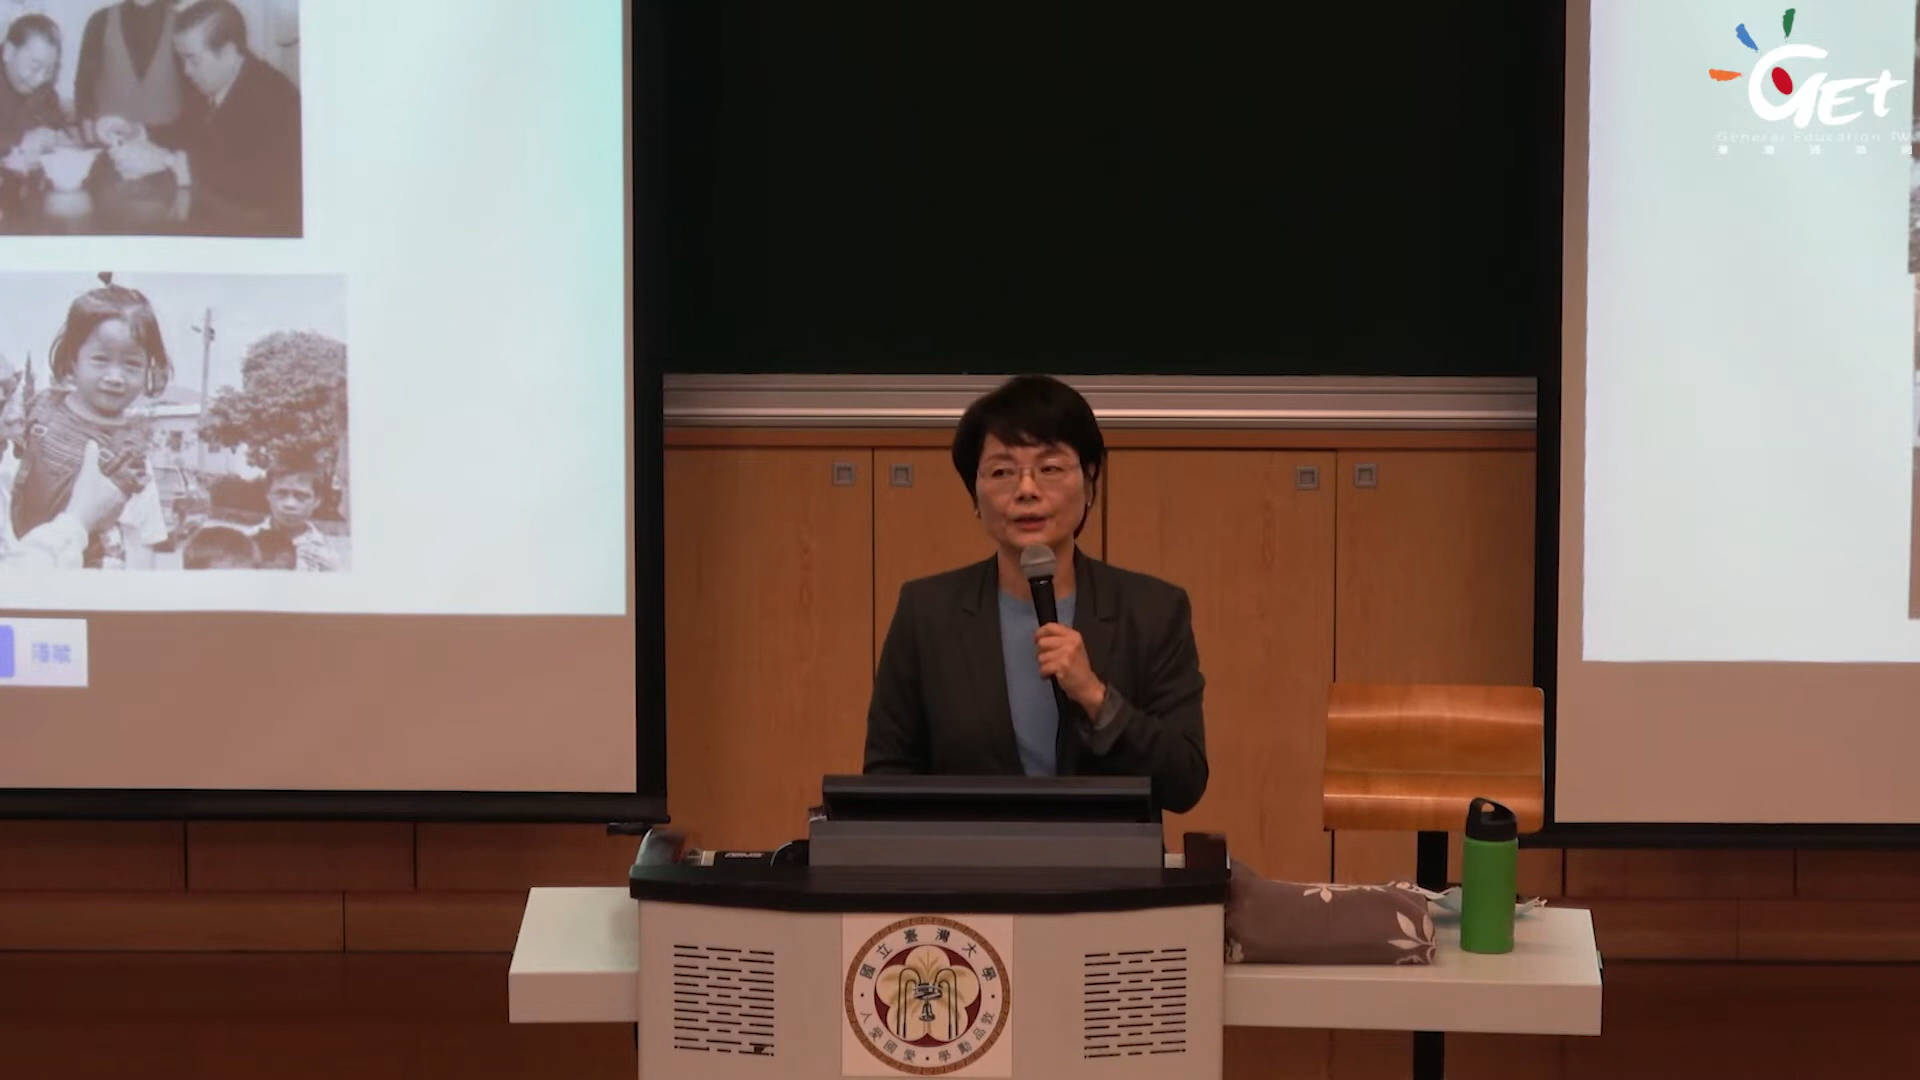 GEt
General Education TW
臺灣通識網
隱藏
國立臺灣大學
敦品勵學・愛國愛人